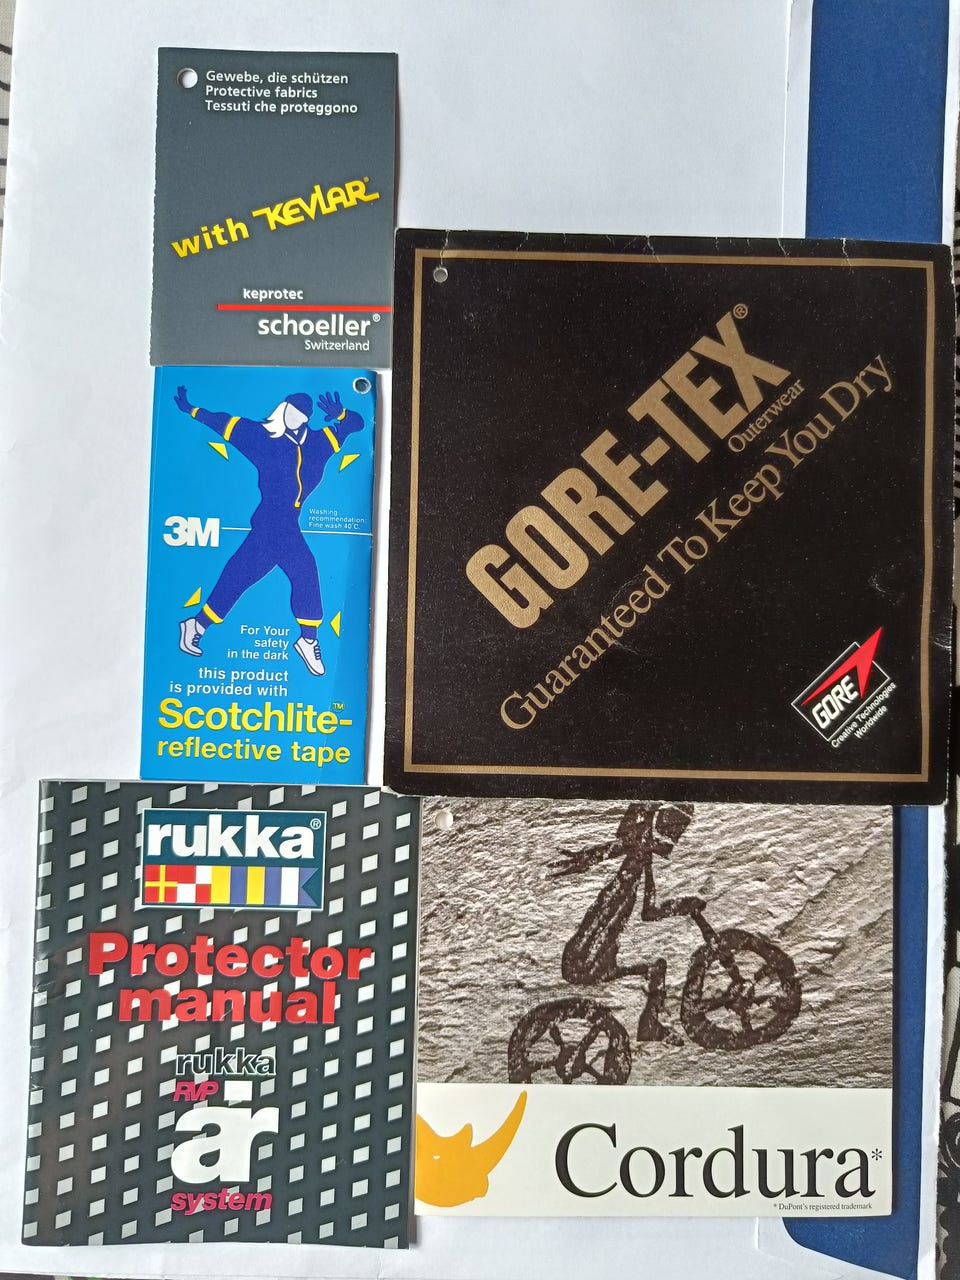 Gewebe, die schützen
Protective fabrics
Tessuti che proteggono
with KEVLAR®
keprotec
schoeller®
Switzerland
GORE-TEX®
Outerwear
Guaranteed To Keep You Dry
GORE
Creative Technologies
Worldwide
3M
Washing
recommendation:
Fine wash 40°C.
For Your
safety
in the dark
this product
is provided with
Scotchlite™-
reflective tape
rukka®
Protector
manual
rukka
RVP
air
system
Cordura*
* DuPont's registered trademark